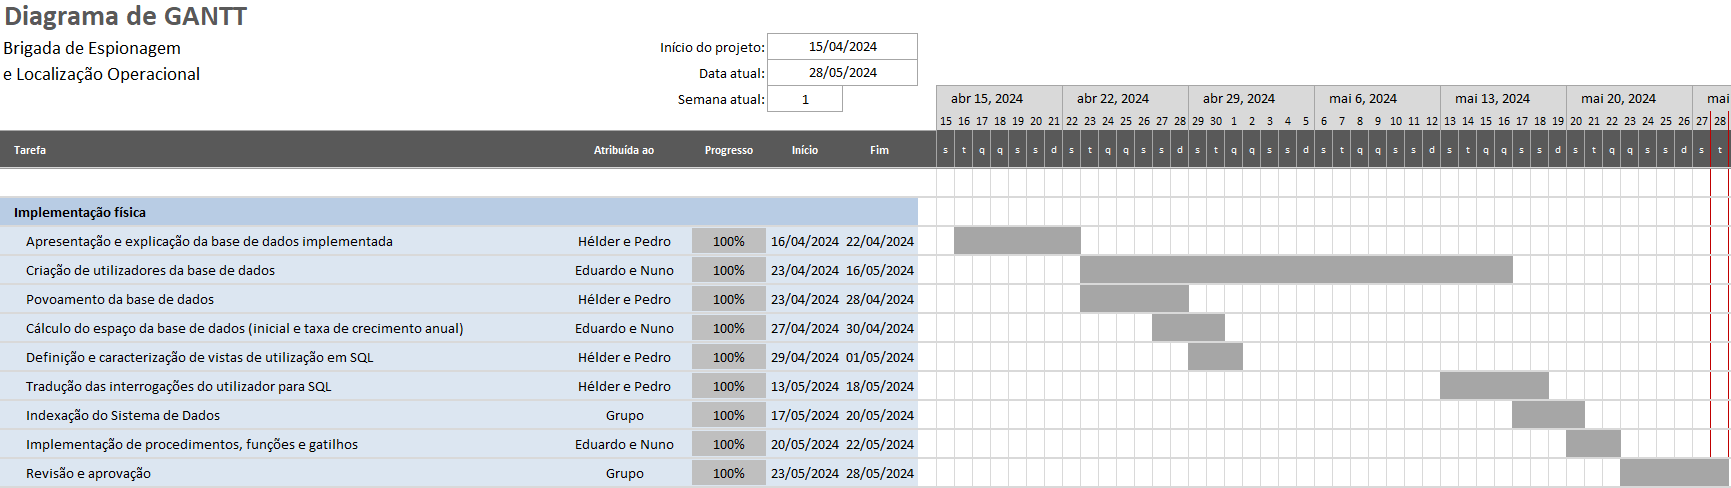 Diagrama de GANTT
Brigada de Espionagem
e Localização Operacional
Início do projeto: 15/04/2024
Data atual: 28/05/2024
Semana atual: 1
abr 15, 2024 abr 22, 2024 abr 29, 2024 mai 6, 2024 mai 13, 2024 mai 20, 2024 mai
15 16 17 18 19 20 21 22 23 24 25 26 27 28 29 30 1 2 3 4 5 6 7 8 9 10 11 12 13 14 15 16 17 18 19 20 21 22 23 24 25 26 27 28
Tarefa Atribuída ao Progresso Início Fim s t q q s s d s t q q s s d s t q q s s d s t q q s s d s t q q s s d s t q q s s d s t
Implementação física
Apresentação e explicação da base de dados implementada Hélder e Pedro 100% 16/04/2024 22/04/2024
Criação de utilizadores da base de dados Eduardo e Nuno 100% 23/04/2024 16/05/2024
Povoamento da base de dados Hélder e Pedro 100% 23/04/2024 28/04/2024
Cálculo do espaço da base de dados (inicial e taxa de crecimento anual) Eduardo e Nuno 100% 27/04/2024 30/04/2024
Definição e caracterização de vistas de utilização em SQL Hélder e Pedro 100% 29/04/2024 01/05/2024
Tradução das interrogações do utilizador para SQL Hélder e Pedro 100% 13/05/2024 18/05/2024
Indexação do Sistema de Dados Grupo 100% 17/05/2024 20/05/2024
Implementação de procedimentos, funções e gatilhos Eduardo e Nuno 100% 20/05/2024 22/05/2024
Revisão e aprovação Grupo 100% 23/05/2024 28/05/2024